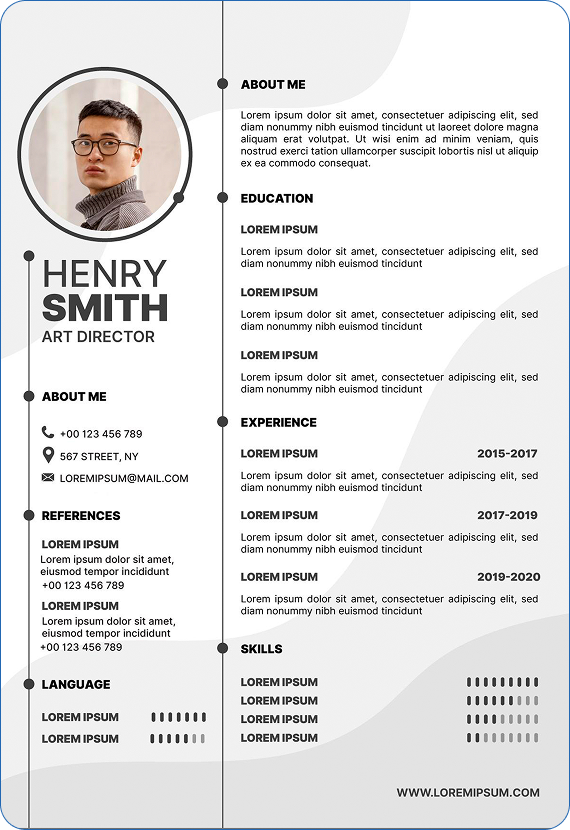 HENRY
SMITH
ART DIRECTOR
ABOUT ME
+00 123 456 789
567 STREET, NY
LOREMIPSUM@MAIL.COM
REFERENCES
LOREM IPSUM
Lorem ipsum dolor sit amet,
eiusmod tempor incididunt
+00 123 456 789
LOREM IPSUM
Lorem ipsum dolor sit amet,
eiusmod tempor incididunt
+00 123 456 789
LANGUAGE
LOREM IPSUM
LOREM IPSUM
ABOUT ME
Lorem ipsum dolor sit amet, consectetuer adipiscing elit, sed
diam nonummy nibh euismod tincidunt ut laoreet dolore magna
aliquam erat volutpat. Ut wisi enim ad minim veniam, quis
nostrud exerci tation ullamcorper suscipit lobortis nisl ut aliquip
ex ea commodo consequat.
EDUCATION
LOREM IPSUM
Lorem ipsum dolor sit amet, consectetuer adipiscing elit, sed
diam nonummy nibh euismod tincidunt
LOREM IPSUM
Lorem ipsum dolor sit amet, consectetuer adipiscing elit, sed
diam nonummy nibh euismod tincidunt
LOREM IPSUM
Lorem ipsum dolor sit amet, consectetuer adipiscing elit, sed
diam nonummy nibh euismod tincidunt
EXPERIENCE
LOREM IPSUM 2015-2017
Lorem ipsum dolor sit amet, consectetuer adipiscing elit, sed
diam nonummy nibh euismod tincidunt
LOREM IPSUM 2017-2019
Lorem ipsum dolor sit amet, consectetuer adipiscing elit, sed
diam nonummy nibh euismod tincidunt
LOREM IPSUM 2019-2020
Lorem ipsum dolor sit amet, consectetuer adipiscing elit, sed
diam nonummy nibh euismod tincidunt
SKILLS
LOREM IPSUM
LOREM IPSUM
LOREM IPSUM
LOREM IPSUM
WWW.LOREMIPSUM.COM